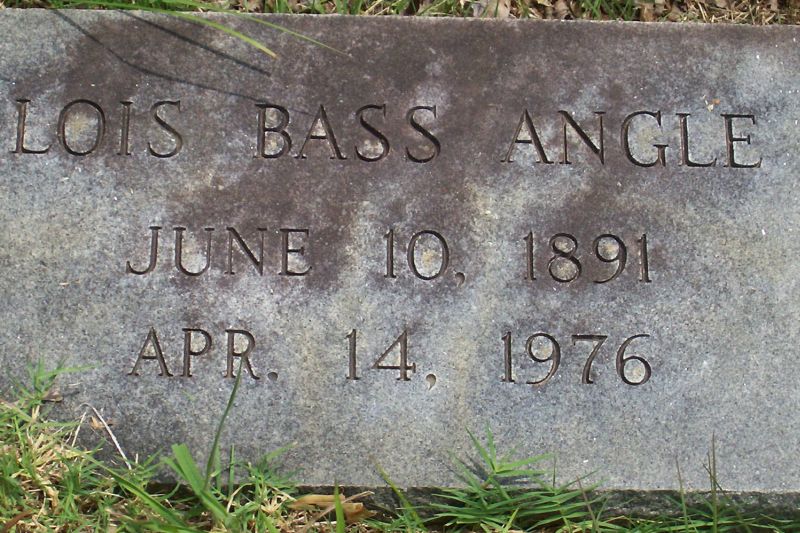 LOIS BASS ANGLE
JUNE 10, 1891
APR. 14, 1976